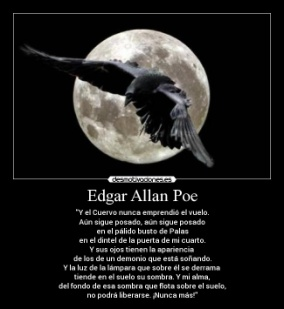 desmotivaciones.es
Edgar Allan Poe
"Y el Cuervo nunca emprendió el vuelo.
Aún sigue posado, aún sigue posado
en el pálido busto de Palas
en el dintel de la puerta de mi cuarto.
Y sus ojos tienen la apariencia
de los de un demonio que está soñando.
Y la luz de la lámpara que sobre él se derrama
tiende en el suelo su sombra. Y mi alma,
del fondo de esa sombra que flota sobre el suelo,
no podrá liberarse. ¡Nunca más!"